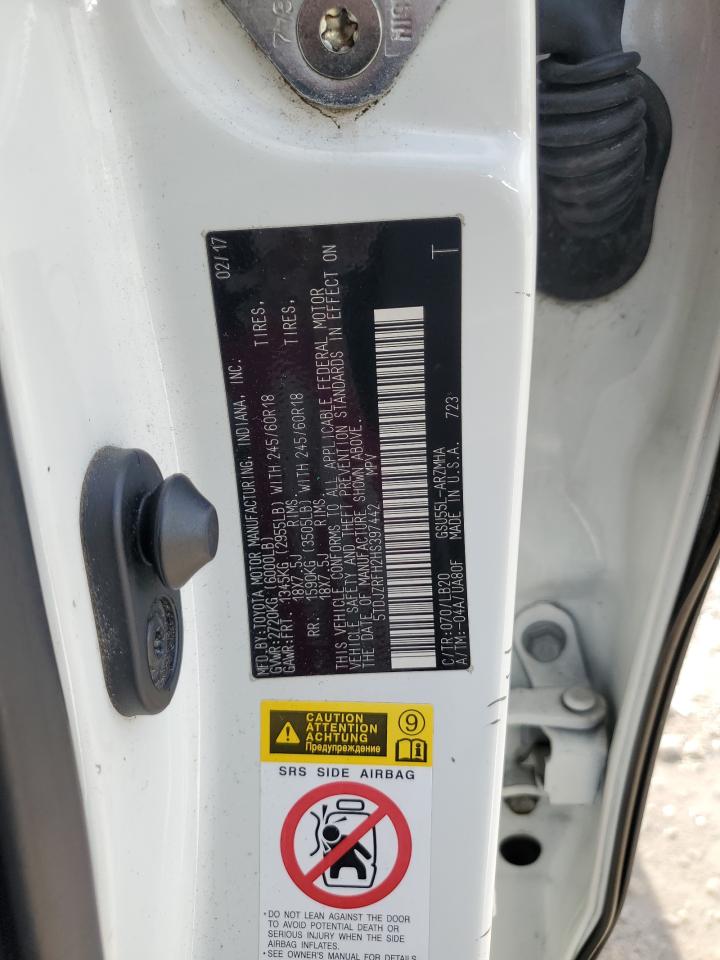 MFD.BY:TOYOTA MOTOR MANUFACTURING, INDIANA, INC. 02/17
GVWR:2720KG (6000LB)
GAWR:FRT. 1345KG (2955LB) WITH 245/60R18 TIRES,
18X7.5J RIMS,
RR. 1590KG (3505LB) WITH 245/60R18 TIRES,
18X7.5J RIMS.
THIS VEHICLE CONFORMS TO ALL APPLICABLE FEDERAL MOTOR
VEHICLE SAFETY AND THEFT PREVENTION STANDARDS IN EFFECT ON
THE DATE OF MANUFACTURE SHOWN ABOVE.
5TDUZRFH2HS397442 MPV
C/TR:070/LB20 GSU55L-ARZMHA T
A/TM:-04A/UA80F MADE IN U.S.A. 723
CAUTION
ATTENTION
ACHTUNG
Предупреждение
9
i
SRS SIDE AIRBAG
• DO NOT LEAN AGAINST THE DOOR
TO AVOID POTENTIAL DEATH OR
SERIOUS INJURY WHEN THE SIDE
AIRBAG INFLATES.
• SEE OWNER'S MANUAL FOR DETAILS